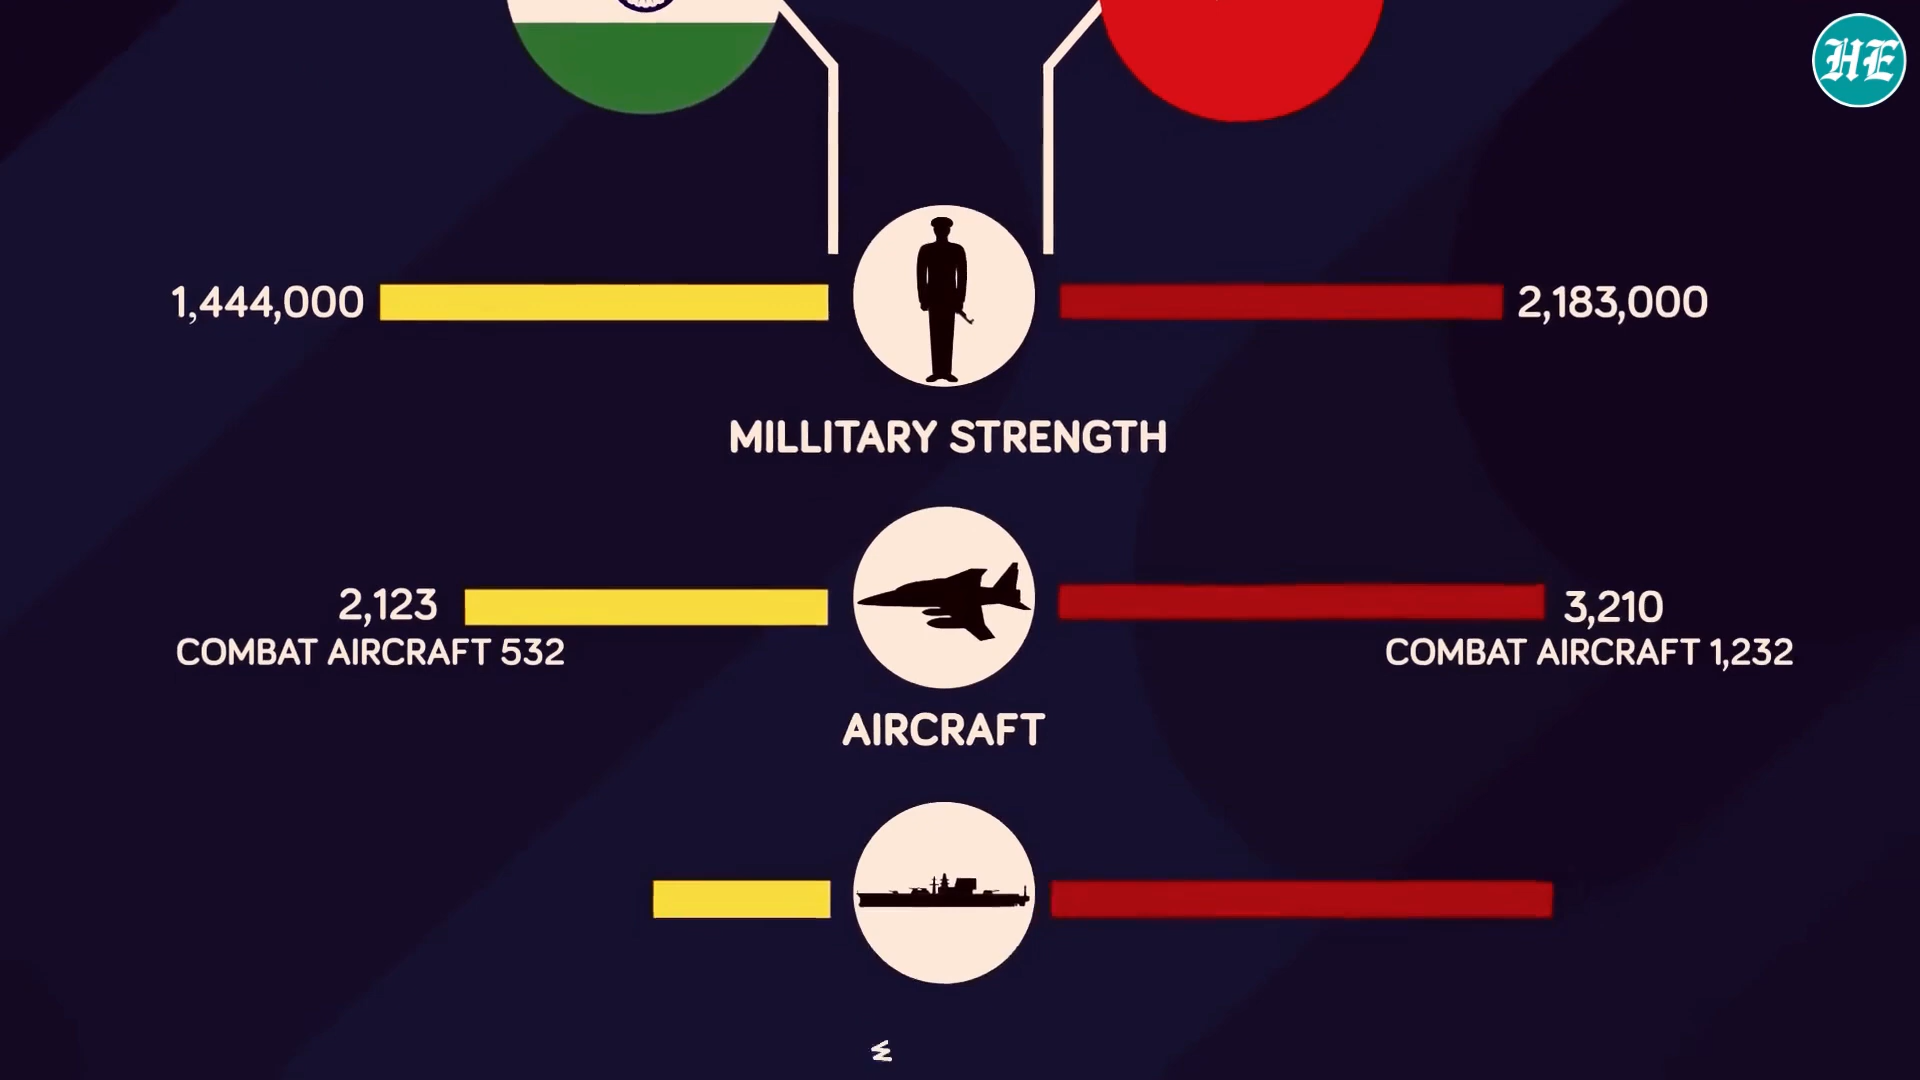 HE
1,444,000
2,183,000
MILLITARY STRENGTH
2,123
3,210
COMBAT AIRCRAFT 532
COMBAT AIRCRAFT 1,232
AIRCRAFT